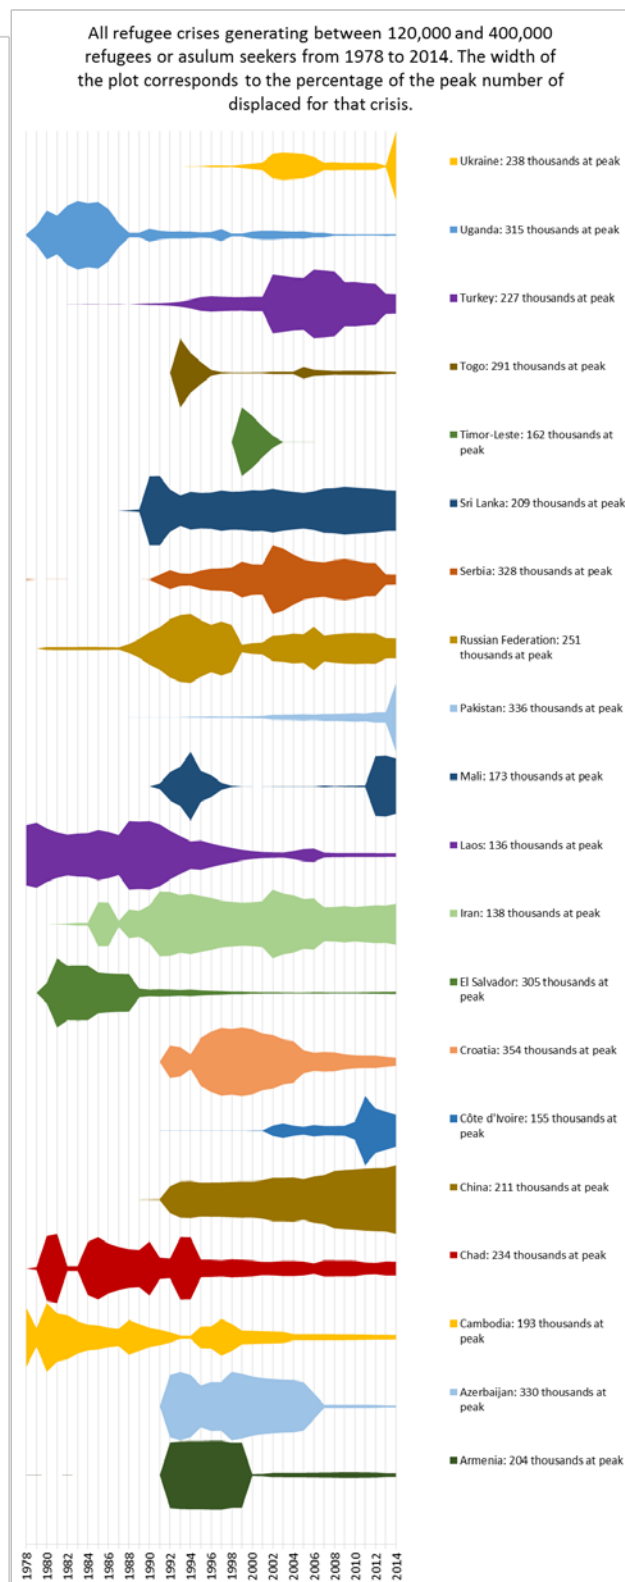 All refugee crises generating between 120,000 and 400,000
refugees or asulum seekers from 1978 to 2014. The width of
the plot corresponds to the percentage of the peak number of
displaced for that crisis.
Ukraine: 238 thousands at peak
Uganda: 315 thousands at peak
Turkey: 227 thousands at peak
Togo: 291 thousands at peak
Timor-Leste: 162 thousands at
peak
Sri Lanka: 209 thousands at peak
Serbia: 328 thousands at peak
Russian Federation: 251
thousands at peak
Pakistan: 336 thousands at peak
Mali: 173 thousands at peak
Laos: 136 thousands at peak
Iran: 138 thousands at peak
El Salvador: 305 thousands at
peak
Croatia: 354 thousands at peak
Côte d'Ivoire: 155 thousands at
peak
China: 211 thousands at peak
Chad: 234 thousands at peak
Cambodia: 193 thousands at
peak
Azerbaijan: 330 thousands at
peak
Armenia: 204 thousands at peak
1978
1980
1982
1984
1986
1988
1990
1992
1994
1996
1998
2000
2002
2004
2006
2008
2010
2012
2014